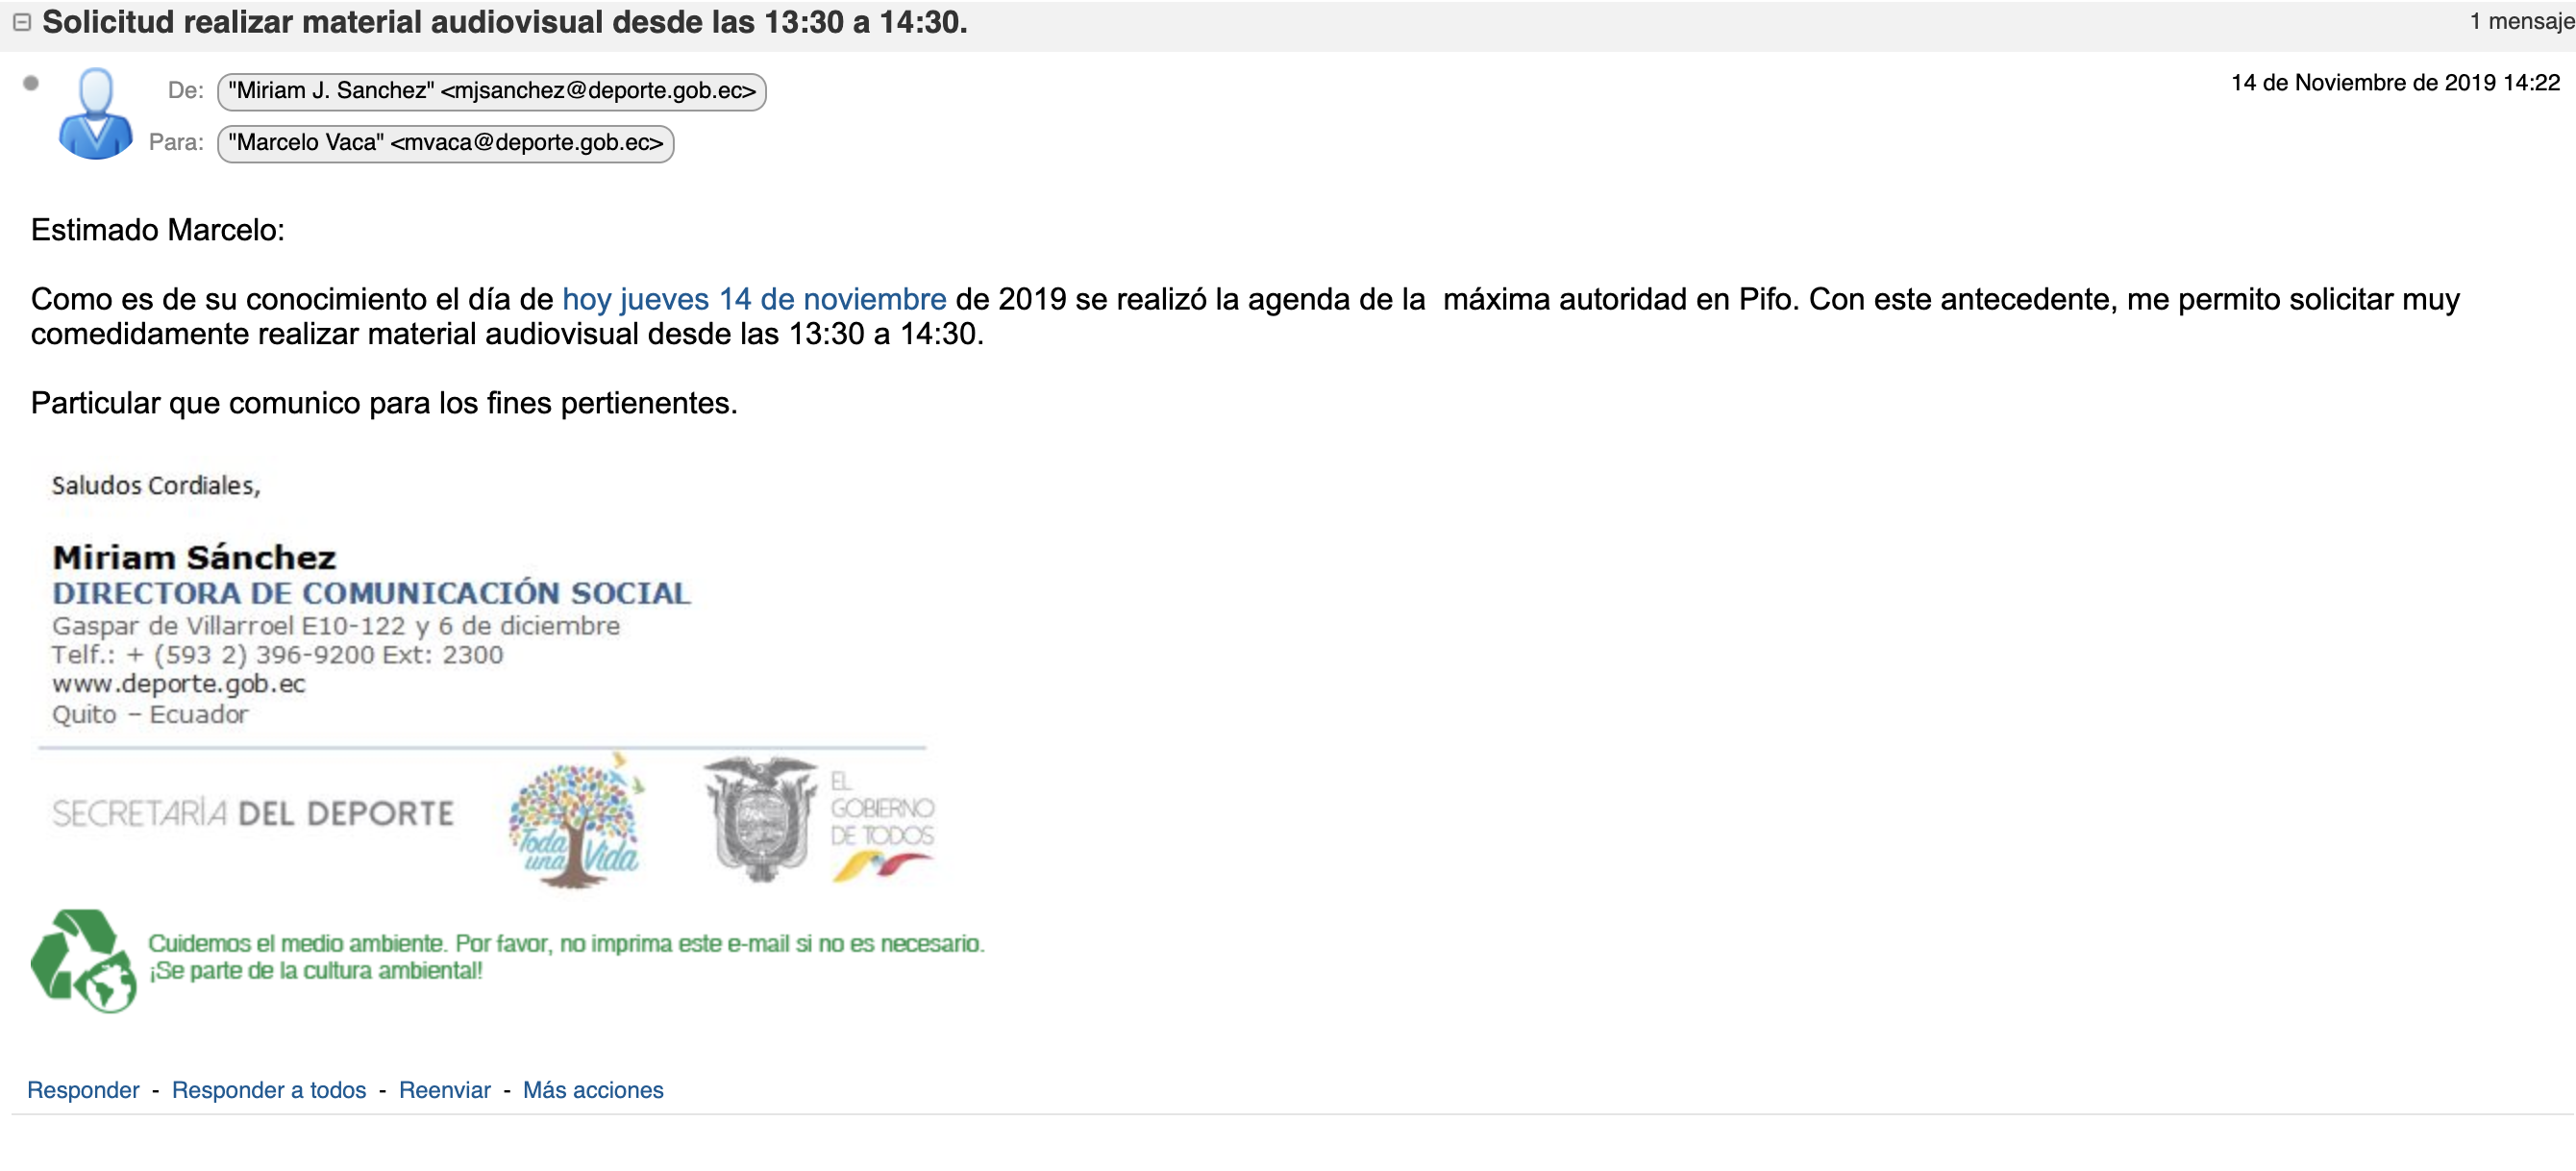 Solicitud realizar material audiovisual desde las 13:30 a 14:30.
1 mensaje
De: "Miriam J. Sanchez" <mjsanchez@deporte.gob.ec>
14 de Noviembre de 2019 14:22
Para: "Marcelo Vaca" <mvaca@deporte.gob.ec>
Estimado Marcelo:
Como es de su conocimiento el día de hoy jueves 14 de noviembre de 2019 se realizó la agenda de la  máxima autoridad en Pifo. Con este antecedente, me permito solicitar muy
comedidamente realizar material audiovisual desde las 13:30 a 14:30.
Particular que comunico para los fines pertienentes.
Saludos Cordiales,
Miriam Sánchez
DIRECTORA DE COMUNICACIÓN SOCIAL
Gaspar de Villarroel E10-122 y 6 de diciembre
Telf.: + (593 2) 396-9200 Ext: 2300
www.deporte.gob.ec
Quito – Ecuador
SECRETARÍA DEL DEPORTE
Toda
una Vida
EL
GOBIERNO
DE TODOS
Cuidemos el medio ambiente. Por favor, no imprima este e-mail si no es necesario.
¡Se parte de la cultura ambiental!
Responder - Responder a todos - Reenviar - Más acciones